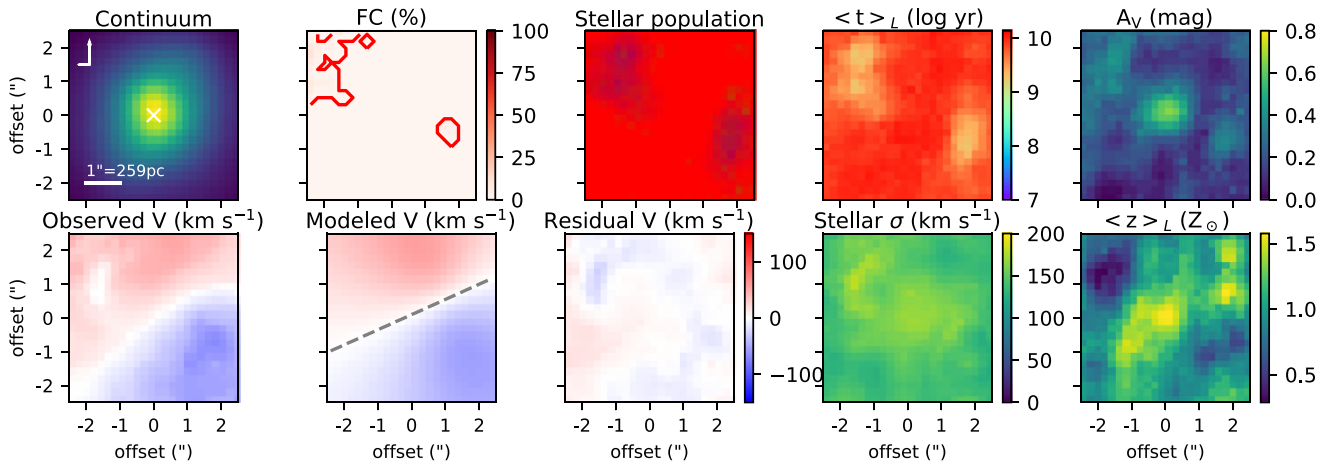 Continuum FC (%) Stellar population < t >_L (log yr) A_V (mag)
offset (") 2 1 0 -1 -2
1"=259pc
100 75 50 25 0
10 9 8 7
0.8 0.6 0.4 0.2 0.0
Observed V (km s⁻¹) Modeled V (km s⁻¹) Residual V (km s⁻¹) Stellar σ (km s⁻¹) < z >_L (Z_⊙)
offset (") 2 1 0 -1 -2
100 0 −100
200 150 100 50 0
1.5 1.0 0.5
-2 -1 0 1 2 -2 -1 0 1 2 -2 -1 0 1 2 -2 -1 0 1 2 -2 -1 0 1 2
offset (") offset (") offset (") offset (") offset (")